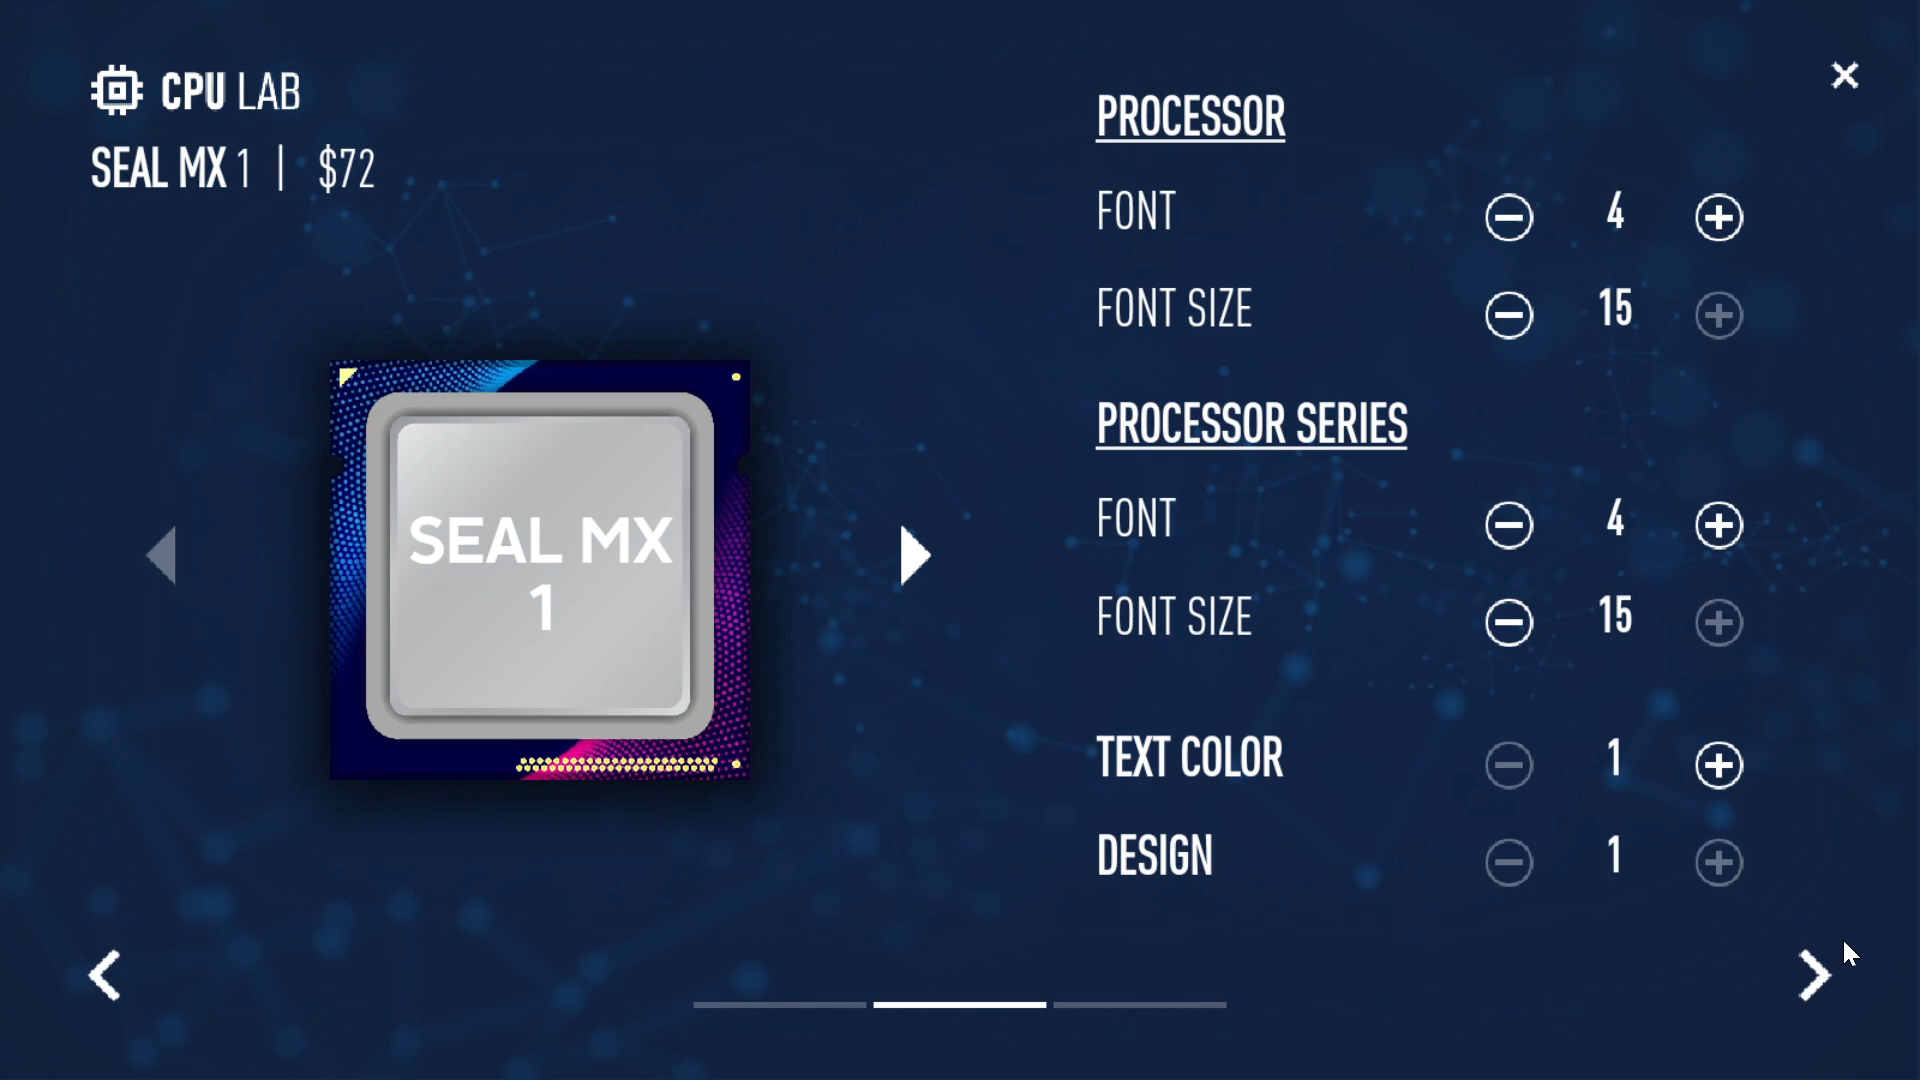 CPU LAB
SEAL MX 1 | $72
SEAL MX
1
PROCESSOR
FONT 4
FONT SIZE 15
PROCESSOR SERIES
FONT 4
FONT SIZE 15
TEXT COLOR 1
DESIGN 1